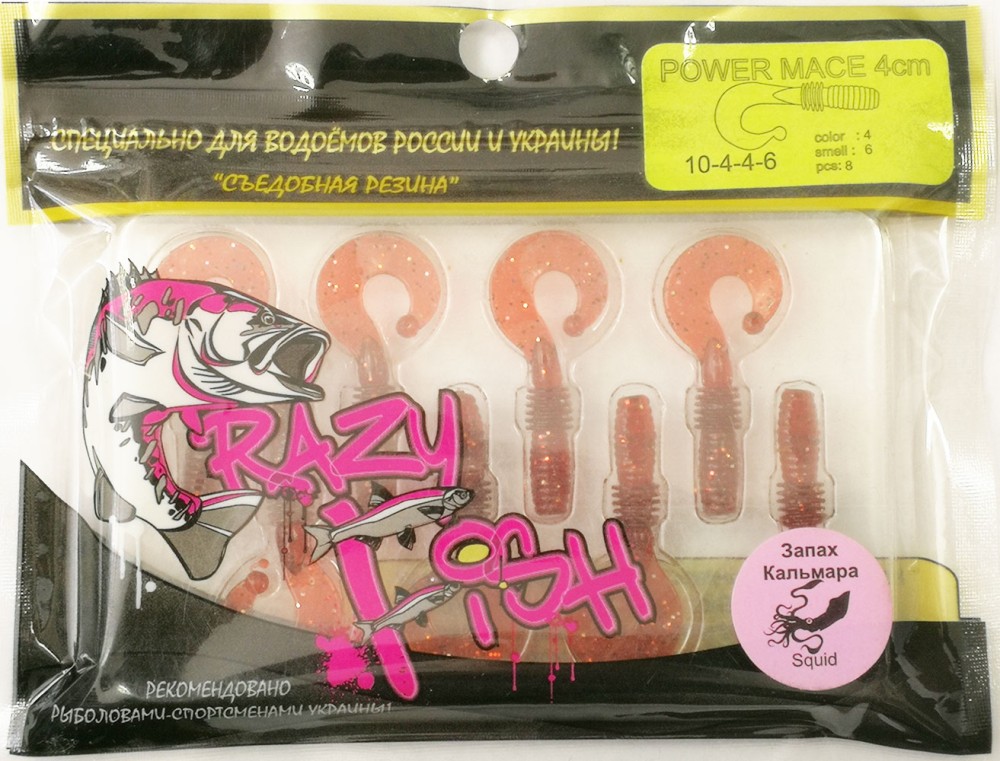 СПЕЦИАЛЬНО ДЛЯ ВОДОЁМОВ РОССИИ И УКРАИНЫ!
"СЪЕДОБНАЯ РЕЗИНА"
POWER MACE 4cm
color : 4
smell : 6
pcs: 8
10-4-4-6
CRAZY
FISH
Запах
Кальмара
Squid
РЕКОМЕНДОВАНО
РЫБОЛОВАМИ-СПОРТСМЕНАМИ УКРАИНЫ!